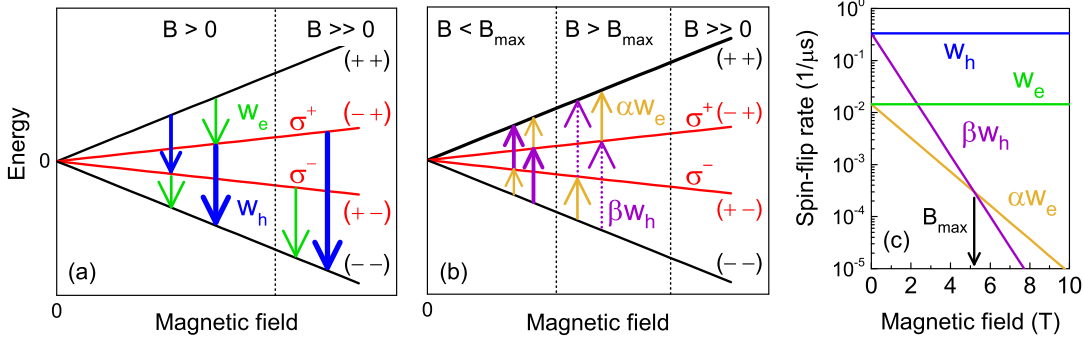 B > 0
B >> 0
(+ +)
w_e
σ⁺
(- +)
Energy
0
σ⁻
w_h
(+ -)
(a)
(- -)
0
Magnetic field
B < B_max
B > B_max
B >> 0
(+ +)
αw_e
σ⁺
(- +)
0
σ⁻
βw_h
(+ -)
(b)
(- -)
0
Magnetic field
Spin-flip rate (1/μs)
10⁰
10⁻¹
10⁻²
10⁻³
10⁻⁴
10⁻⁵
w_h
w_e
βw_h
αw_e
B_max
(c)
0 2 4 6 8 10
Magnetic field (T)